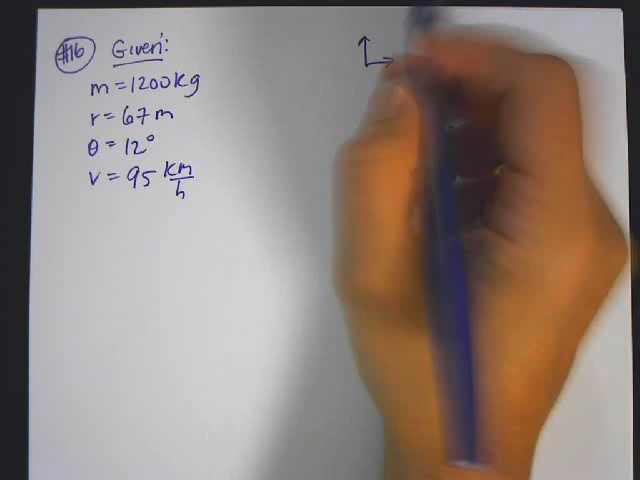 #16 Given:
m = 1200 kg
r = 67 m
θ = 12°
v = 95 km/h